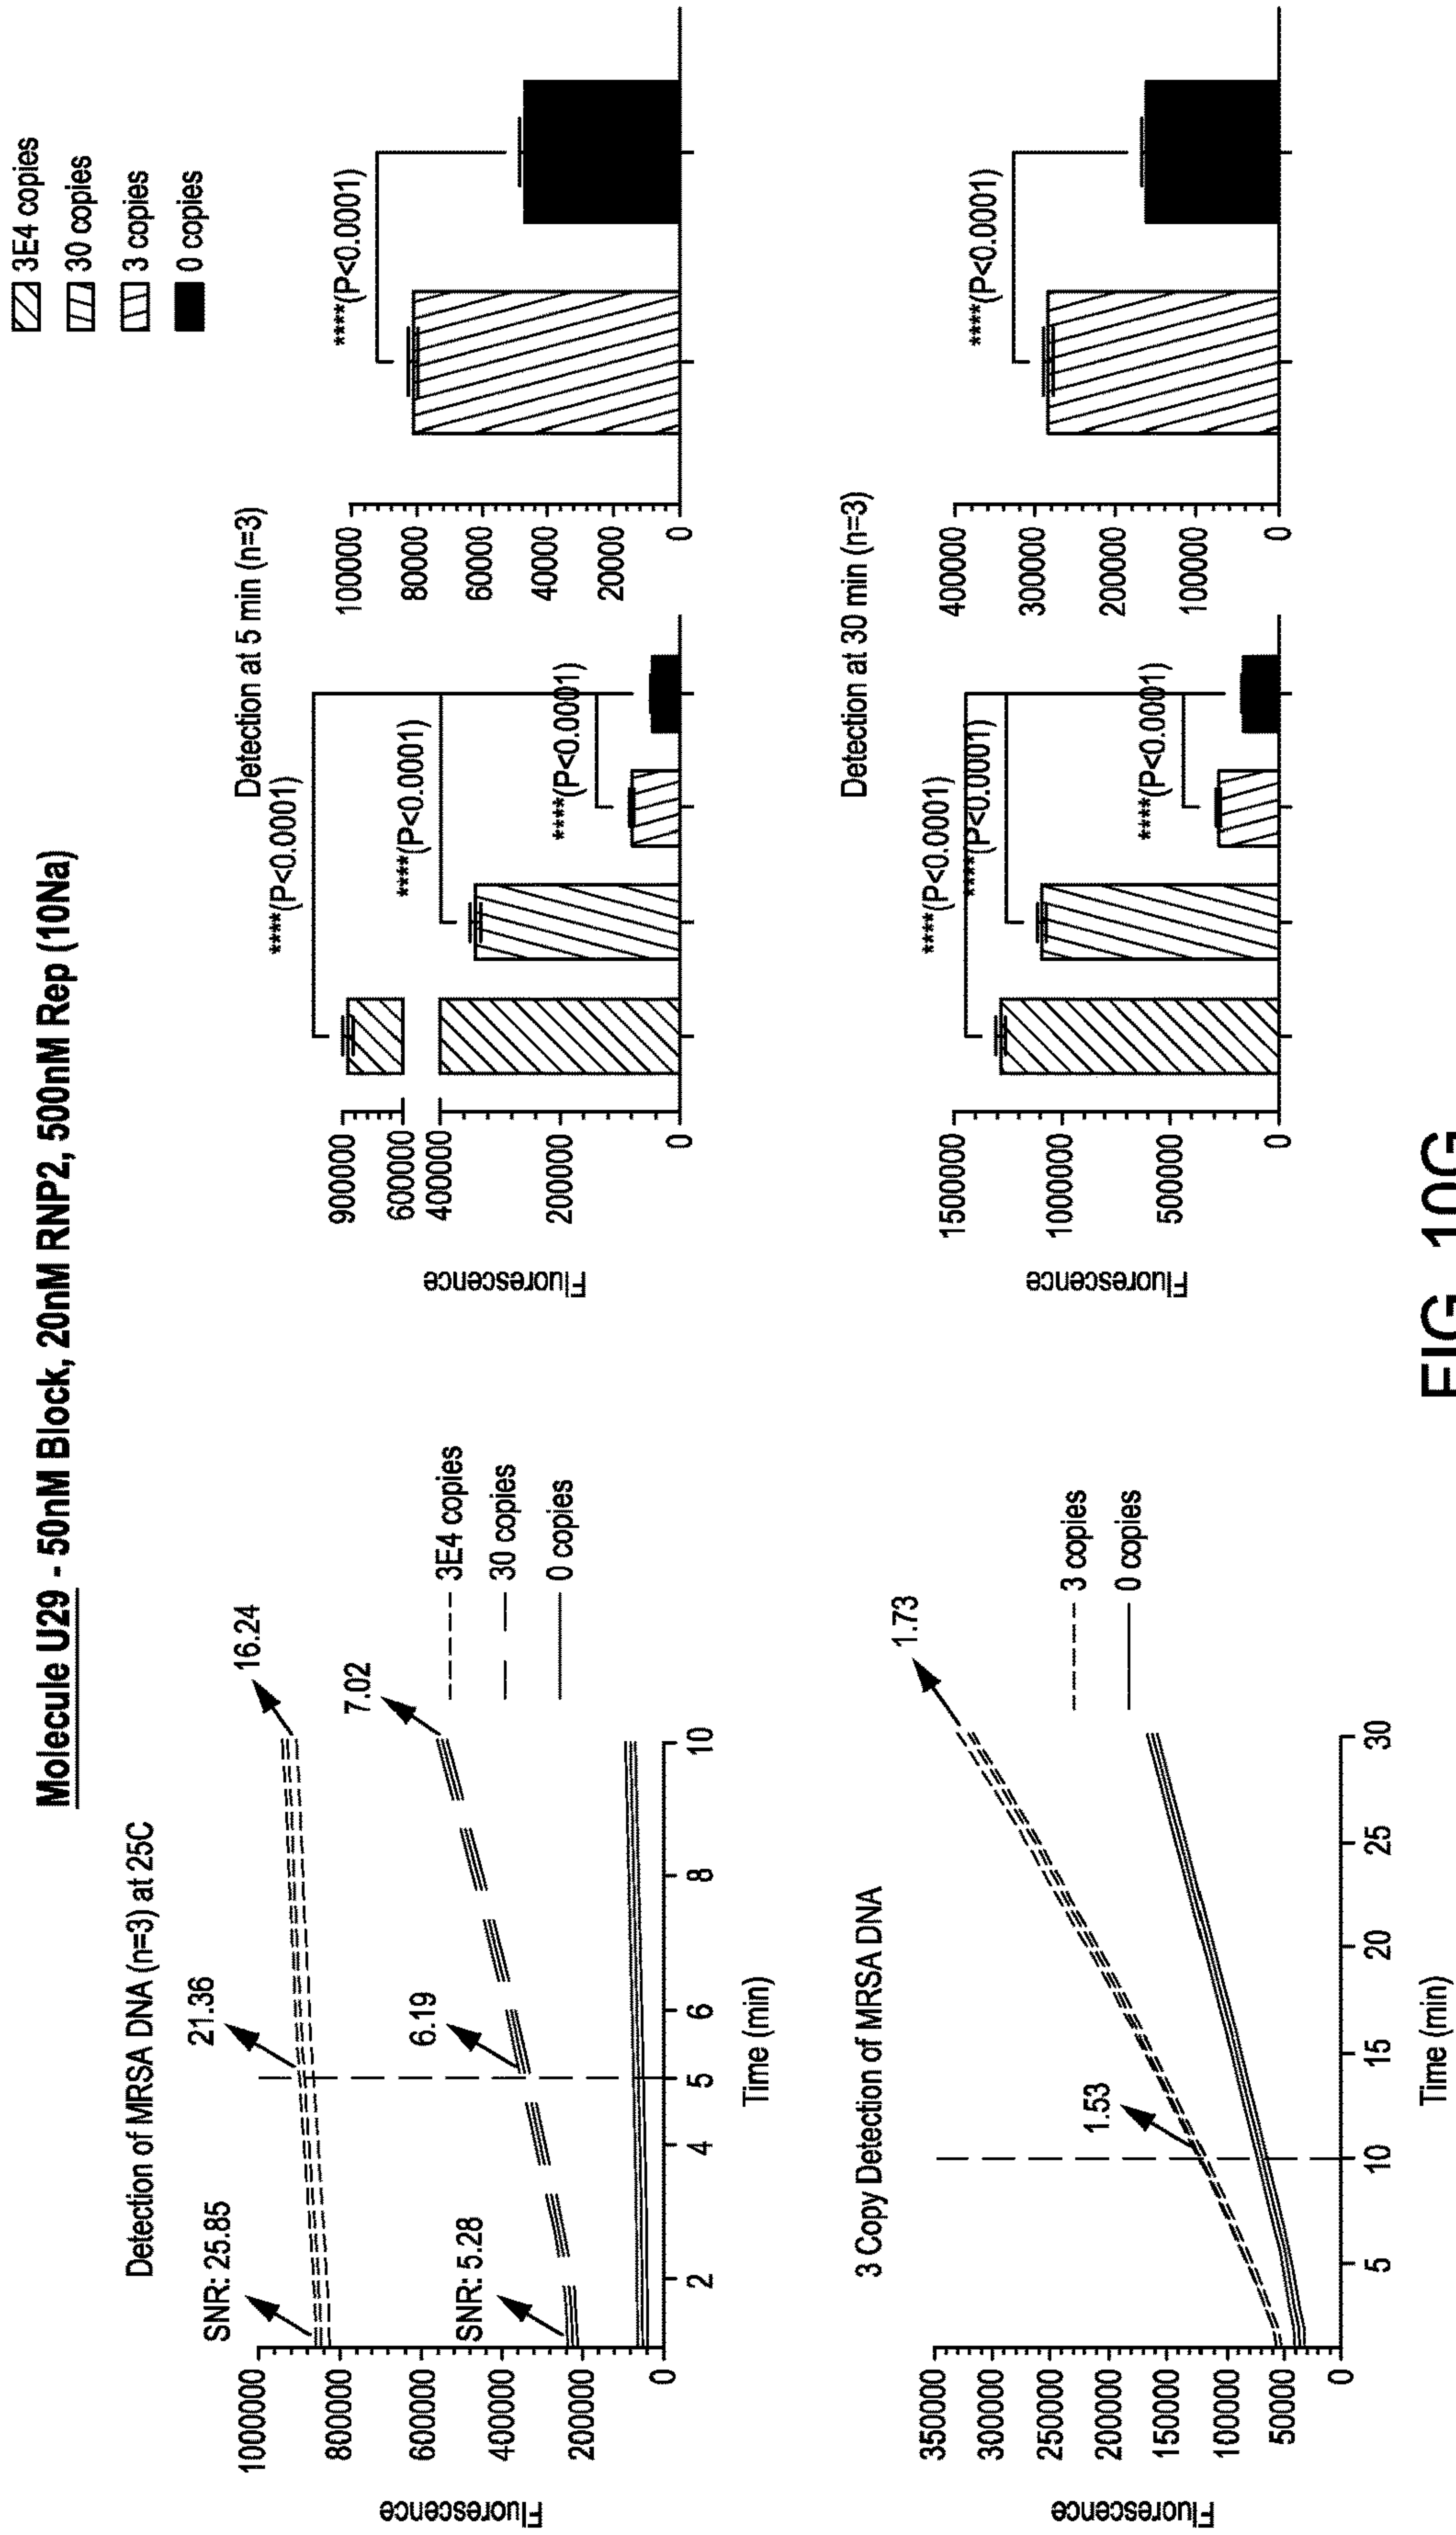 Molecule U29 - 50nM Block, 20nM RNP2, 500nM Rep (10Na)
3E4 copies
30 copies
3 copies
0 copies
Detection of MRSA DNA (n=3) at 25C
Fluorescence
1000000
800000
600000
400000
200000
0
SNR: 25.85
21.36
16.24
SNR: 5.28
6.19
7.02
3E4 copies
30 copies
0 copies
2
4
5
6
8
10
Time (min)
Detection at 5 min (n=3)
Fluorescence
900000
600000
400000
200000
0
****(P<0.0001)
****(P<0.0001)
****(P<0.0001)
100000
80000
60000
40000
20000
0
****(P<0.0001)
3 Copy Detection of MRSA DNA
Fluorescence
350000
300000
250000
200000
150000
100000
50000
0
1.53
1.73
3 copies
0 copies
5
10
15
20
25
30
Time (min)
Detection at 30 min (n=3)
Fluorescence
1500000
1000000
500000
0
****(P<0.0001)
****(P<0.0001)
****(P<0.0001)
400000
300000
200000
100000
0
****(P<0.0001)
FIG. 10G